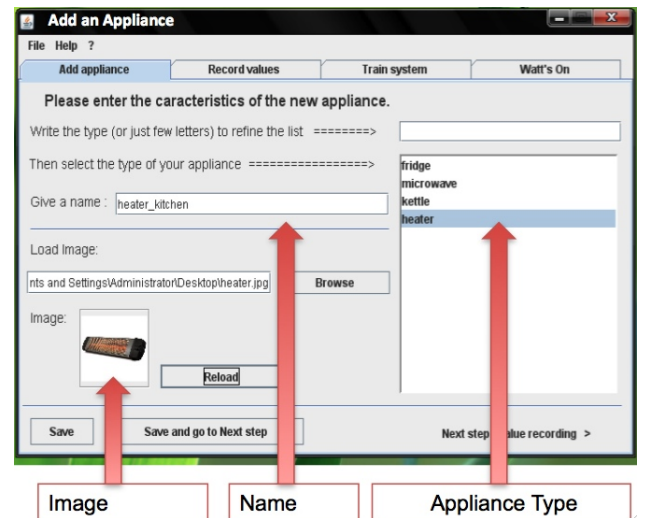 Add an Appliance
File Help ?
Add appliance Record values Train system Watt's On
Please enter the caracteristics of the new appliance.
Write the type (or just few letters) to refine the list ========>
Then select the type of your appliance =================>
fridge
microwave
kettle
heater
Give a name : heater_kitchen
Load Image:
nts and Settings\Administrator\Desktop\heater.jpg Browse
Image:
Reload
Save Save and go to Next step Next step alue recording >
Image Name Appliance Type